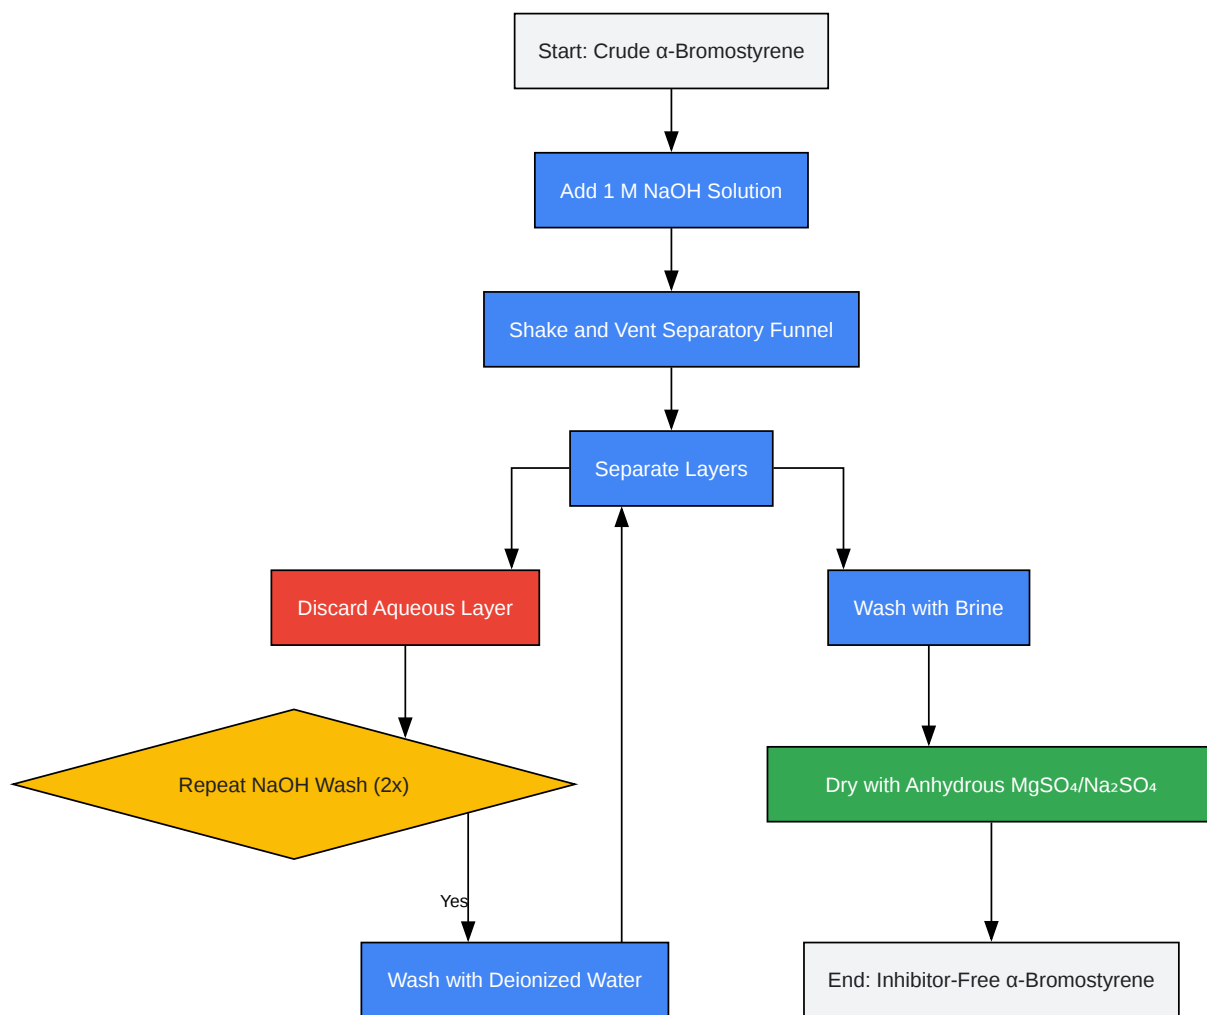 Start: Crude α-Bromostyrene
Add 1 M NaOH Solution
Shake and Vent Separatory Funnel
Separate Layers
Discard Aqueous Layer
Wash with Brine
Repeat NaOH Wash (2x)
Dry with Anhydrous MgSO₄/Na₂SO₄
Yes
Wash with Deionized Water
End: Inhibitor-Free α-Bromostyrene